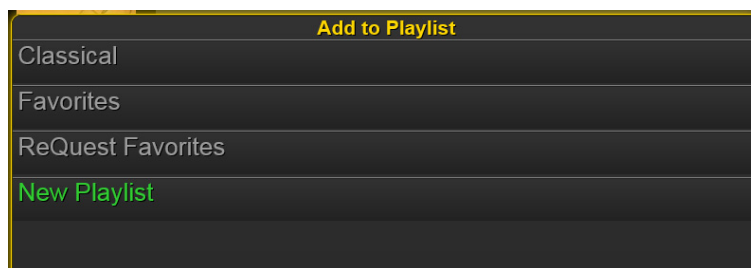 Add to Playlist
Classical
Favorites
ReQuest Favorites
New Playlist